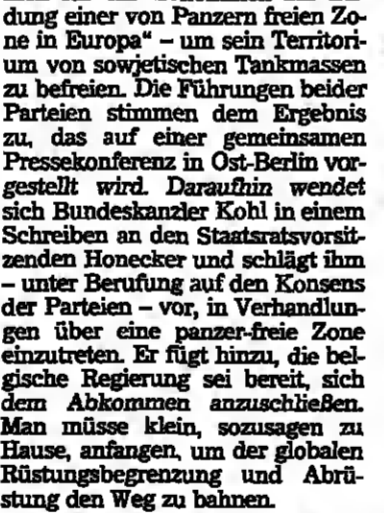 dung einer von Panzern freien Zo-
ne in Europa“ – um sein Territori-
um von sowjetischen Tankmassen
zu befreien. Die Führungen beider
Parteien stimmen dem Ergebnis
zu, das auf einer gemeinsamen
Pressekonferenz in Ost-Berlin vor-
gestellt wird. Daraufhin wendet
sich Bundeskanzler Kohl in einem
Schreiben an den Staatsratsvorsit-
zenden Honecker und schlägt ihm
– unter Berufung auf den Konsens
der Parteien – vor, in Verhandlun-
gen über eine panzer-freie Zone
einzutreten. Er fügt hinzu, die bel-
gische Regierung sei bereit, sich
dem Abkommen anzuschließen.
Man müsse klein, sozusagen zu
Hause, anfangen, um der globalen
Rüstungsbegrenzung und Abrü-
stung den Weg zu bahnen.